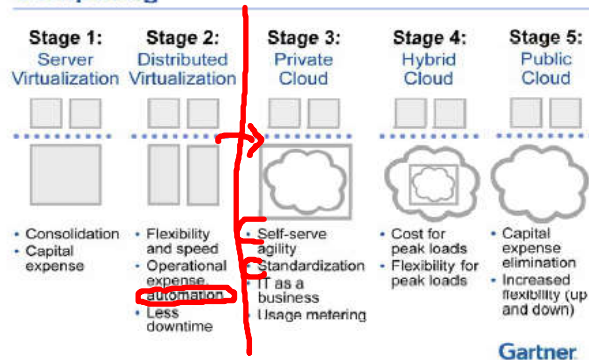 Stage 1:
Server
Virtualization
Stage 2:
Distributed
Virtualization
Stage 3:
Private
Cloud
Stage 4:
Hybrid
Cloud
Stage 5:
Public
Cloud
• Consolidation
• Capital
expense
• Flexibility
and speed
• Operational
expense,
automation
• Less
downtime
• Self-serve
agility
• Standardization
• IT as a
business
• Usage metering
• Cost for
peak loads
• Flexibility for
peak loads
• Capital
expense
elimination
• Increased
flexibility (up
and down)
Gartner